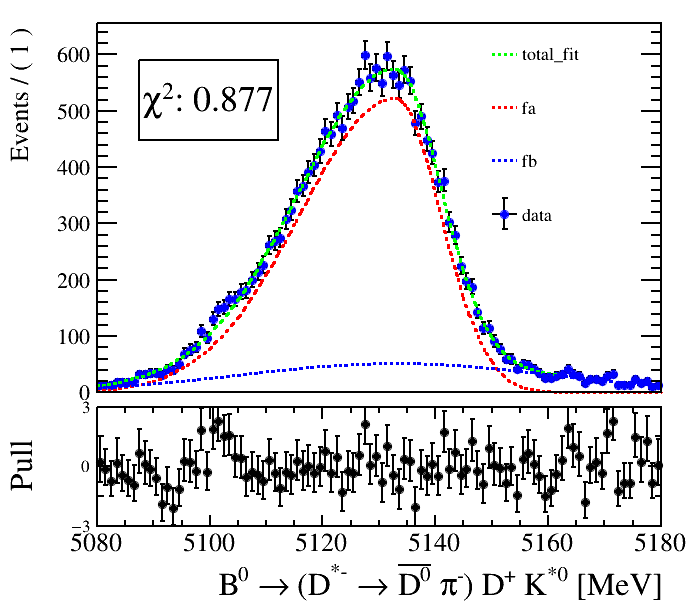 Events / ( 1 )
600
500
400
300
200
100
0
χ²: 0.877
total_fit
fa
fb
data
Pull
3
0
−3
5080 5100 5120 5140 5160 5180
B⁰ → (D*⁻ → D̅⁰ π⁻) D⁺ K*⁰ [MeV]